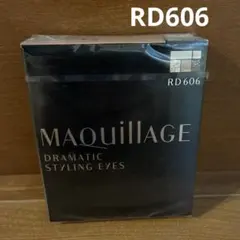 RD606
RD606
MAQuillAGE
DRAMATIC
STYLING EYES